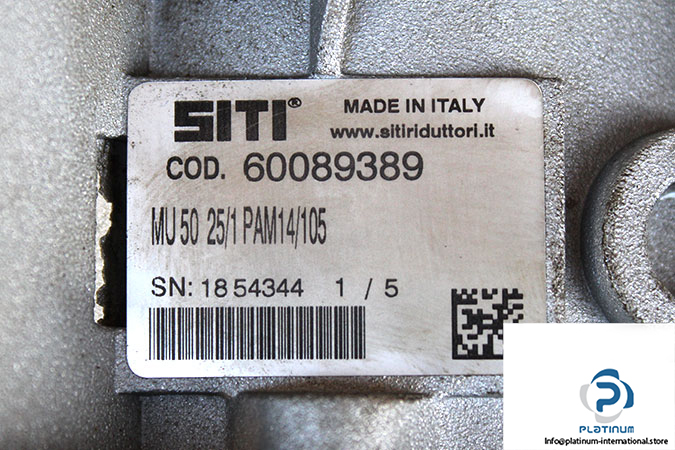 SITI®
MADE IN ITALY
www.sitiriduttori.it
COD. 60089389
MU 50 25/1 PAM14/105
SN: 18 54344 1 / 5
PLATINUM
Info@platinum-international.store